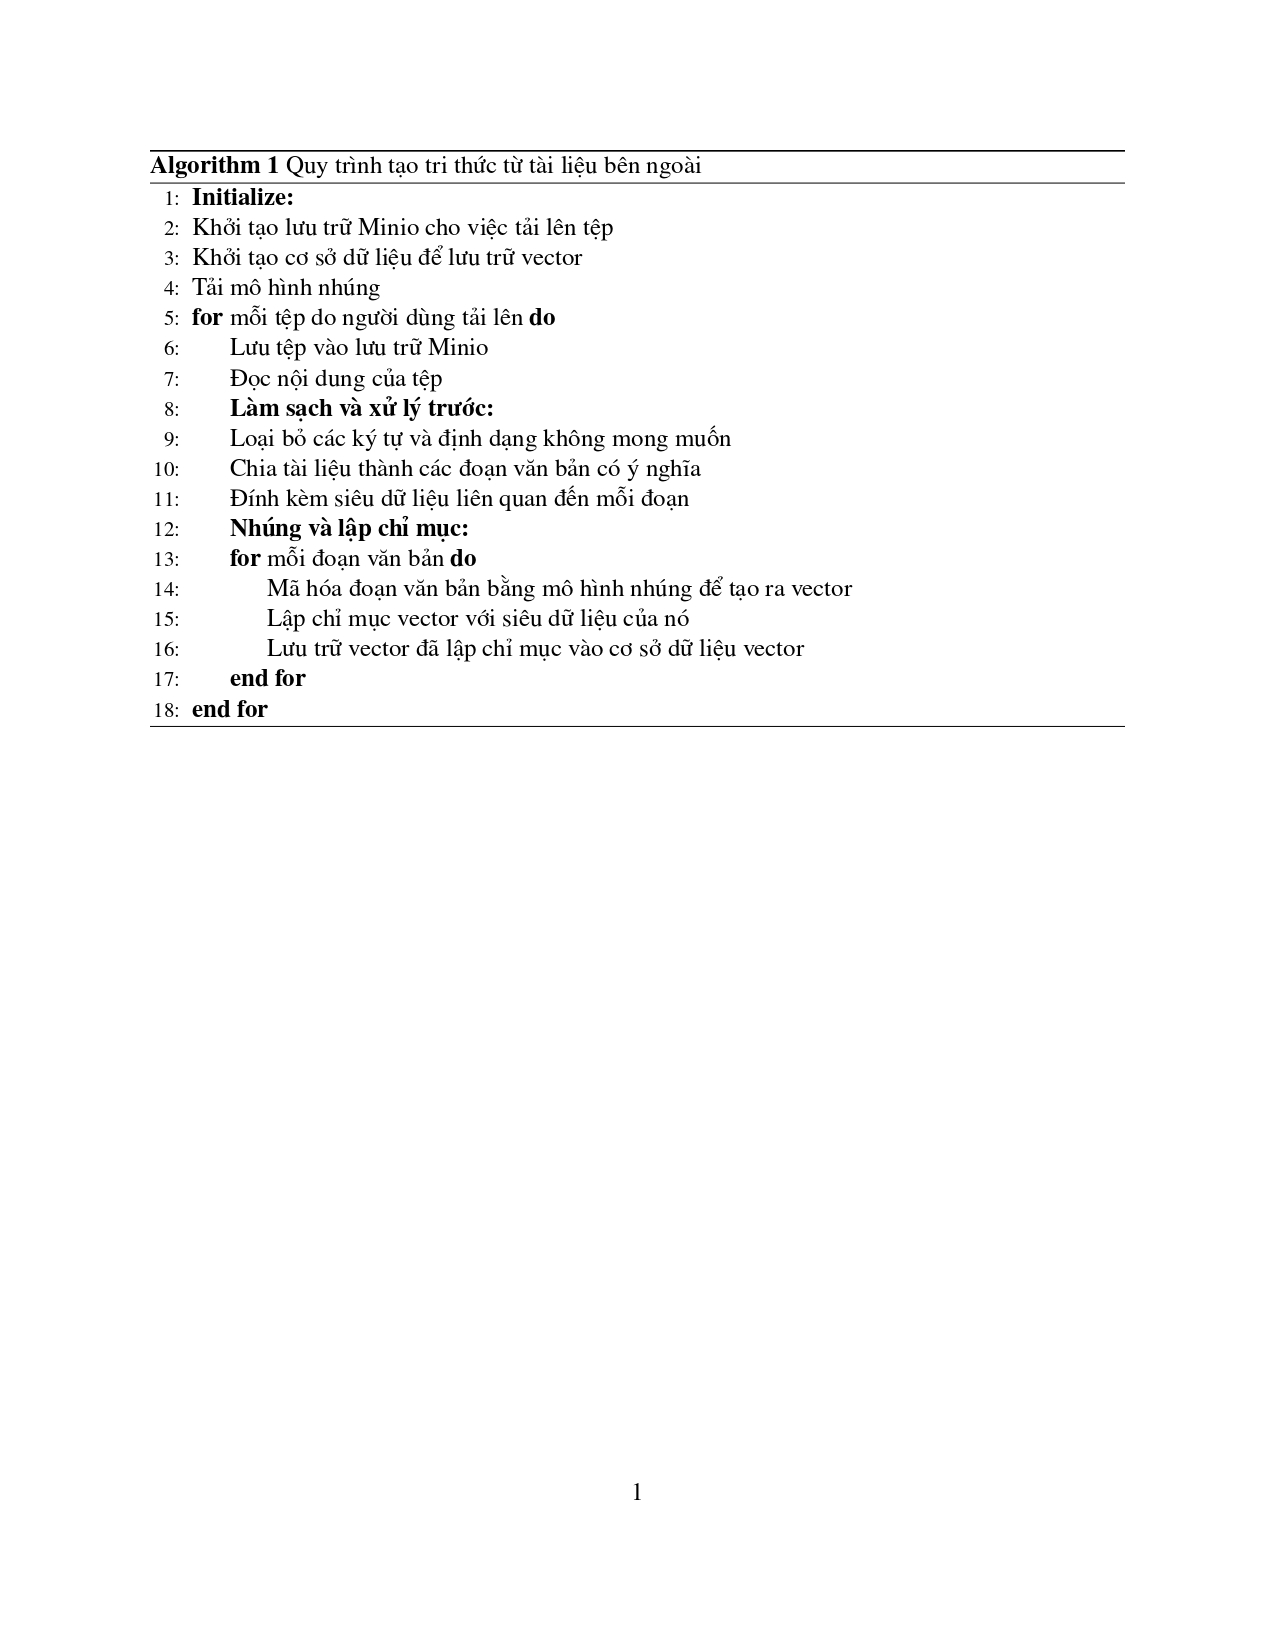 Algorithm 1 Quy trình tạo tri thức từ tài liệu bên ngoài
1: Initialize:
2: Khởi tạo lưu trữ Minio cho việc tải lên tệp
3: Khởi tạo cơ sở dữ liệu để lưu trữ vector
4: Tải mô hình nhúng
5: for mỗi tệp do người dùng tải lên do
6: Lưu tệp vào lưu trữ Minio
7: Đọc nội dung của tệp
8: Làm sạch và xử lý trước:
9: Loại bỏ các ký tự và định dạng không mong muốn
10: Chia tài liệu thành các đoạn văn bản có ý nghĩa
11: Đính kèm siêu dữ liệu liên quan đến mỗi đoạn
12: Nhúng và lập chỉ mục:
13: for mỗi đoạn văn bản do
14: Mã hóa đoạn văn bản bằng mô hình nhúng để tạo ra vector
15: Lập chỉ mục vector với siêu dữ liệu của nó
16: Lưu trữ vector đã lập chỉ mục vào cơ sở dữ liệu vector
17: end for
18: end for
1